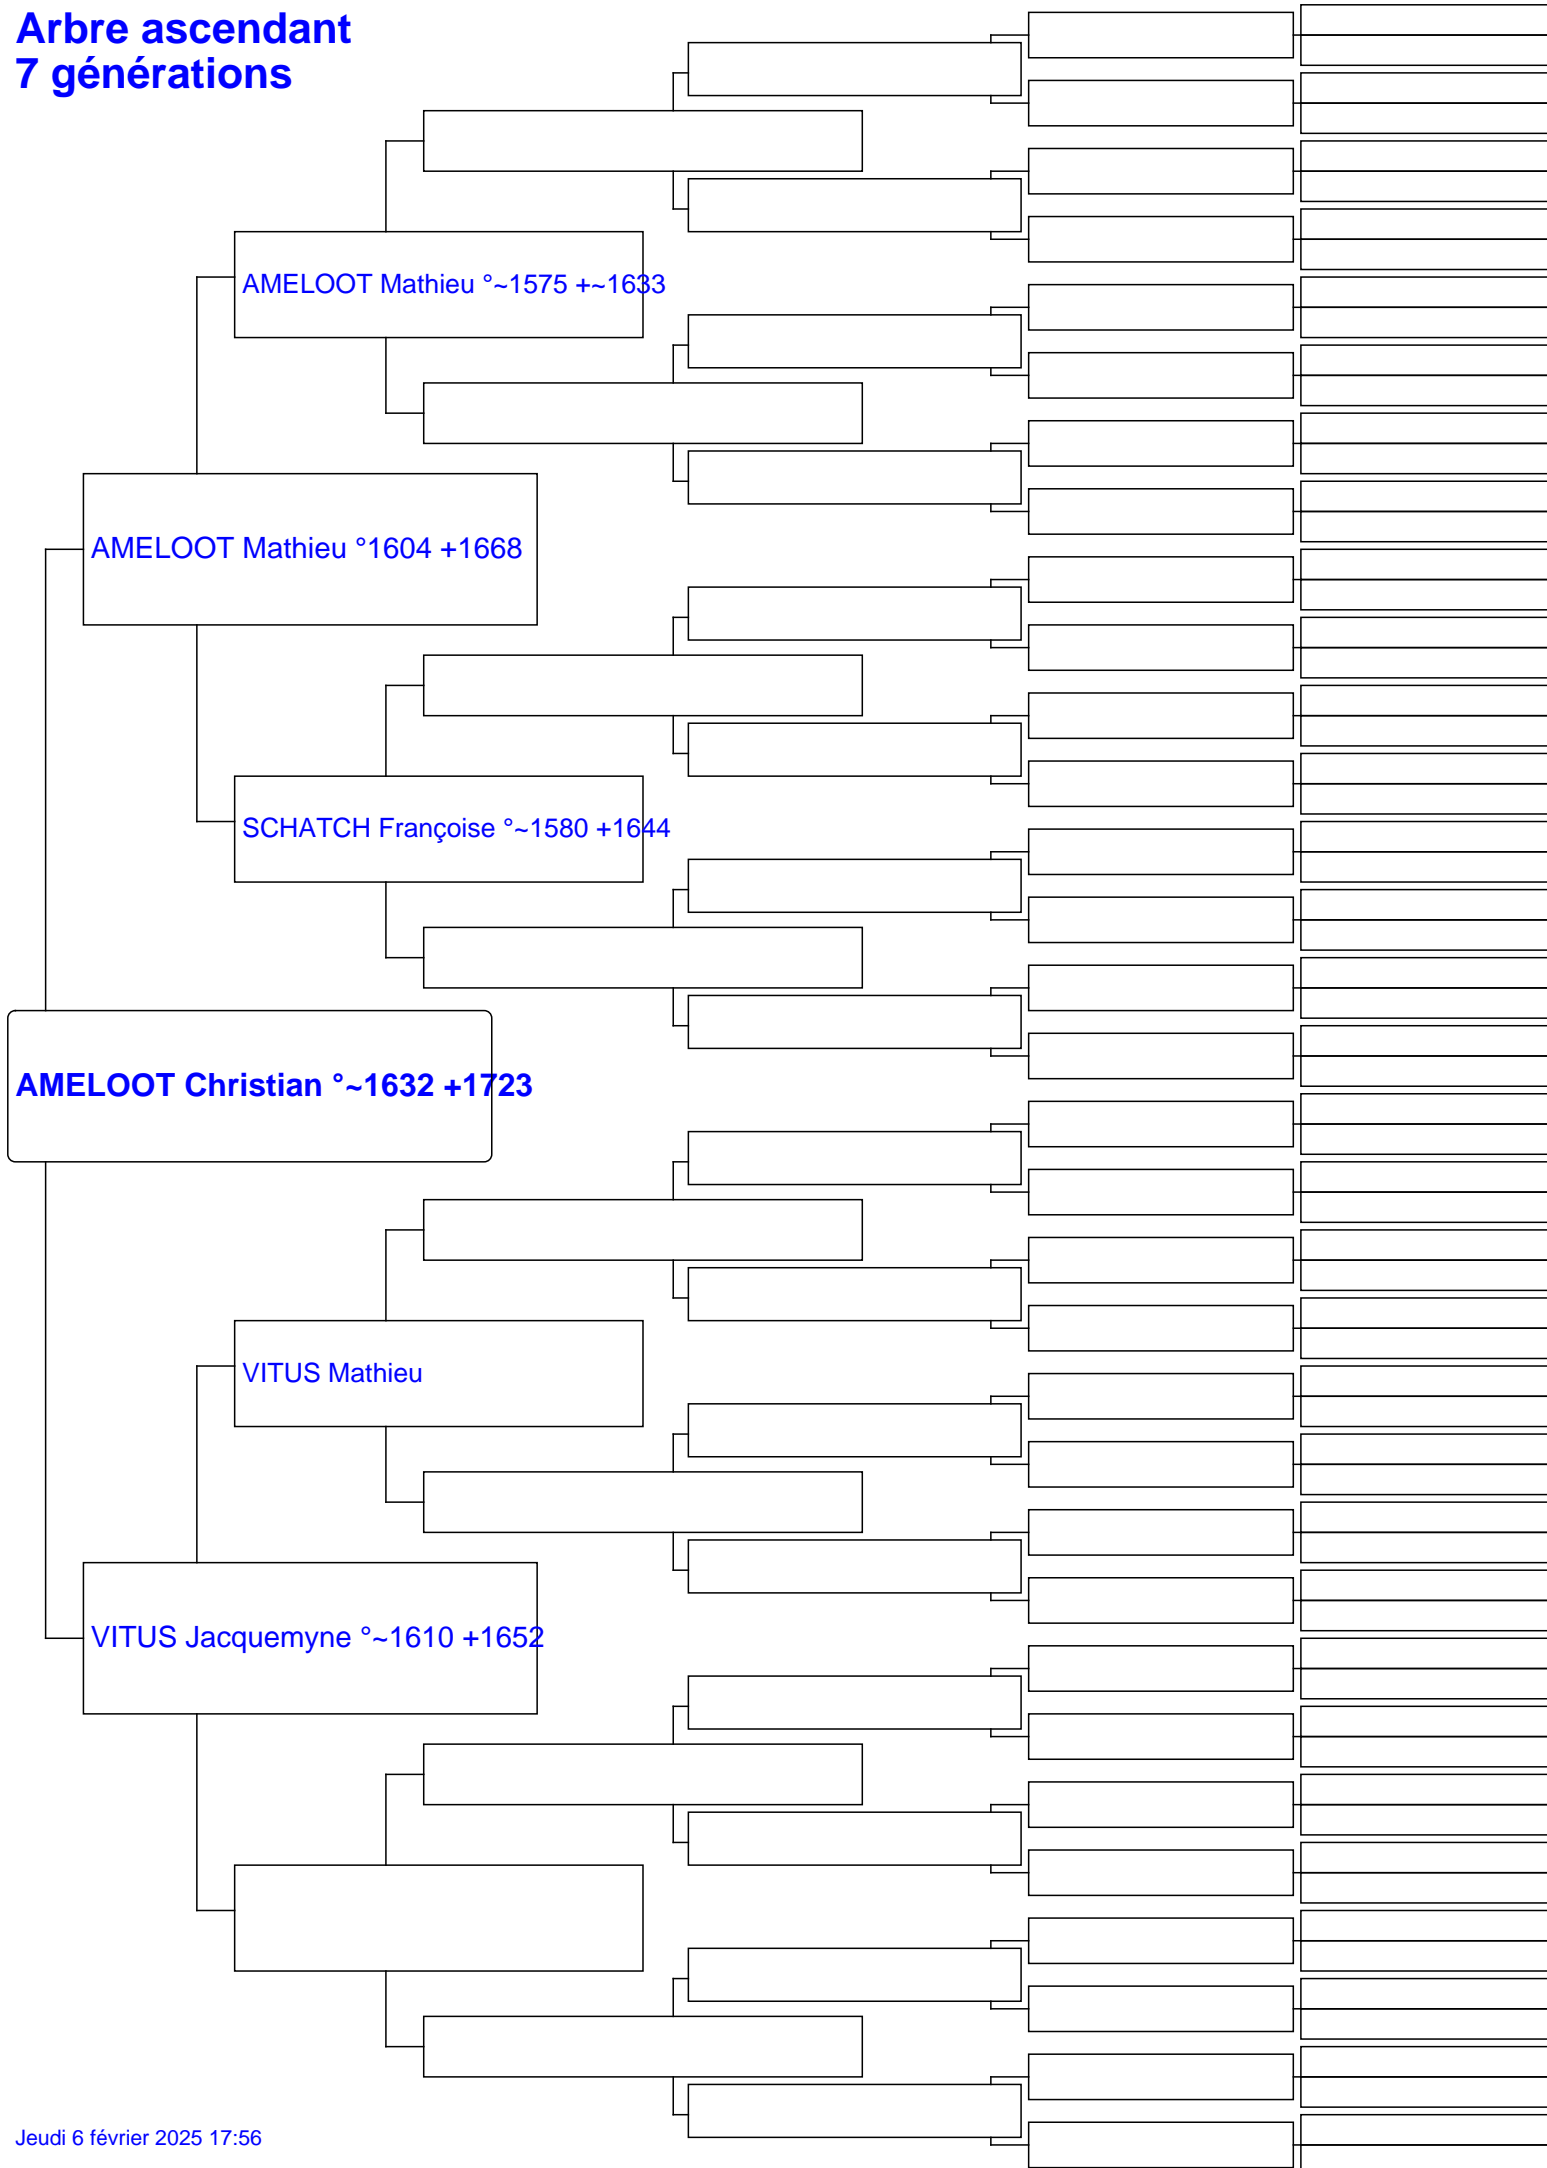 Arbre ascendant
7 générations
AMELOOT Mathieu °~1575 +~1633
AMELOOT Mathieu °1604 +1668
SCHATCH Françoise °~1580 +1644
AMELOOT Christian °~1632 +1723
VITUS Mathieu
VITUS Jacquemyne °~1610 +1652
Jeudi 6 février 2025 17:56